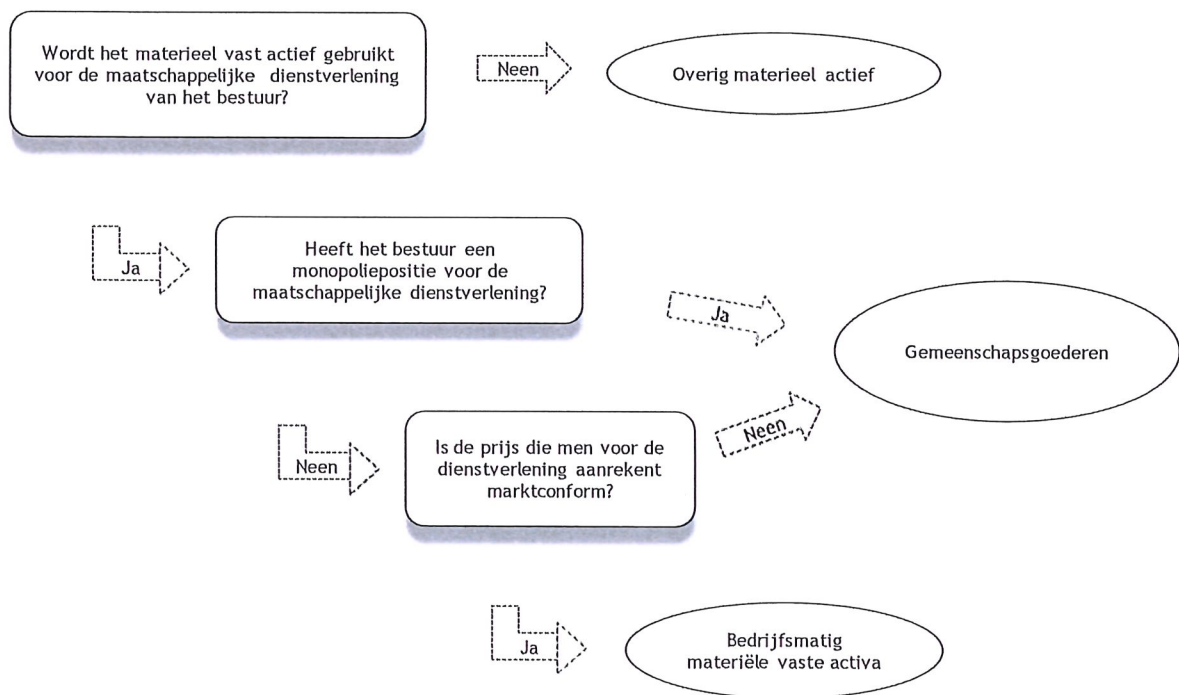 Wordt het materieel vast actief gebruikt
voor de maatschappelijke dienstverlening
van het bestuur?
Neen
Overig materieel actief
Ja
Heeft het bestuur een
monopoliepositie voor de
maatschappelijke dienstverlening?
Ja
Gemeenschapsgoederen
Neen
Is de prijs die men voor de
dienstverlening aanrekent
marktconform?
Neen
Ja
Bedrijfsmatig
materiële vaste activa